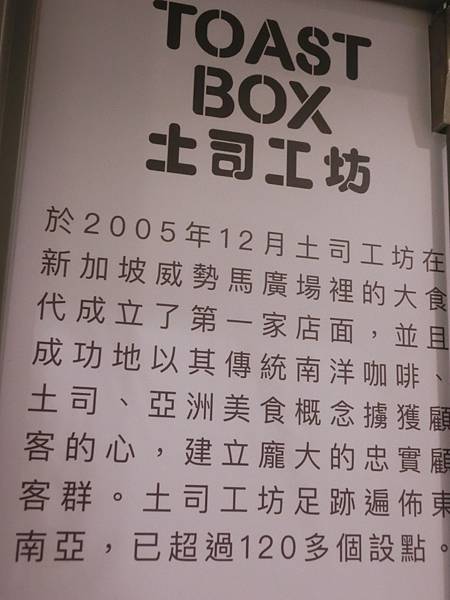 TOAST
BOX
土司工坊
於2005年12月土司工坊在
新加坡威勢馬廣場裡的大食
代成立了第一家店面，並且
成功地以其傳統南洋咖啡、
土司、亞洲美食概念擄獲顧
客的心，建立龐大的忠實顧
客群。土司工坊足跡遍佈東
南亞，已超過120多個設點。